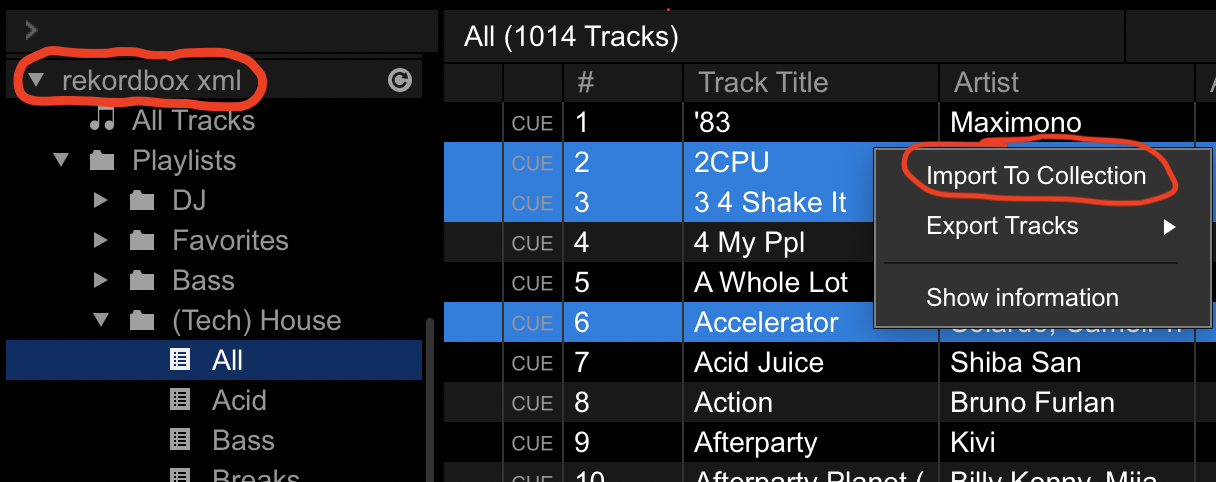 All (1014 Tracks)
rekordbox xml
All Tracks
Playlists
DJ
Favorites
Bass
(Tech) House
All
Acid
Bass
Breaks
# Track Title Artist
CUE 1 '83 Maximono
CUE 2 2CPU
CUE 3 3 4 Shake It
CUE 4 4 My Ppl
CUE 5 A Whole Lot
CUE 6 Accelerator
CUE 7 Acid Juice Shiba San
CUE 8 Action Bruno Furlan
CUE 9 Afterparty Kivi
10 Afterparty Planet ( Billy Kenny, Mija
Import To Collection
Export Tracks
Show information